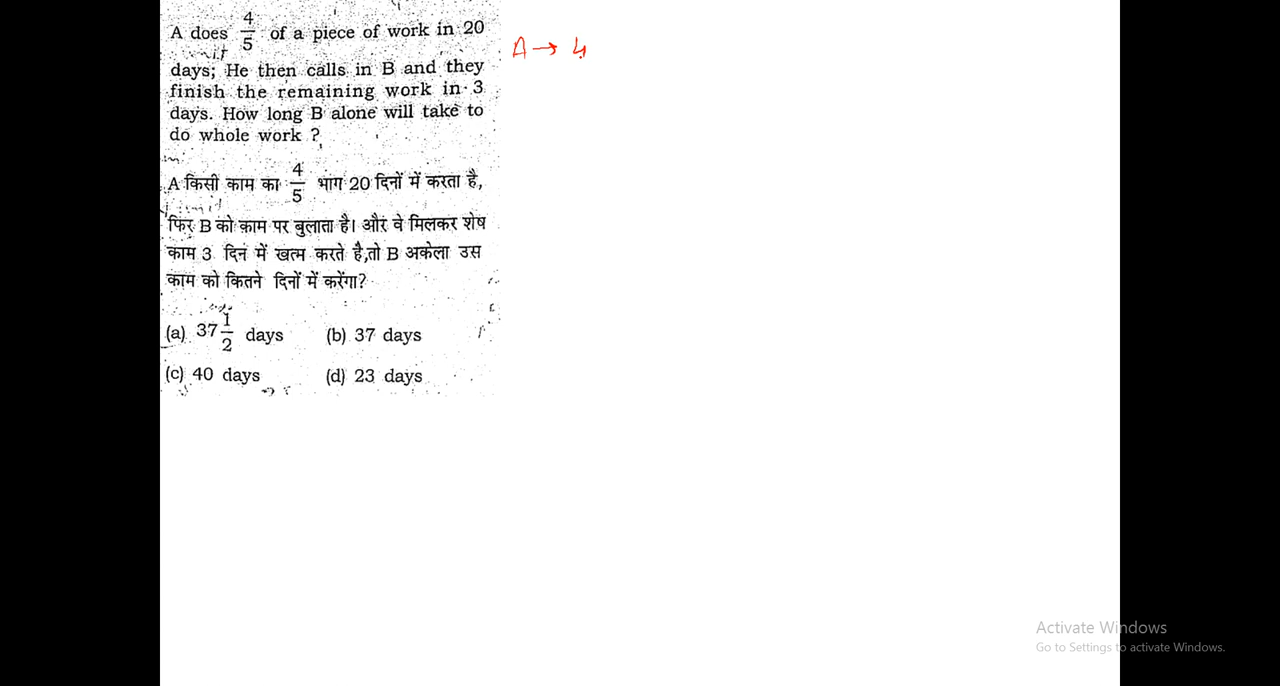 A does 4/5 of a piece of work in 20
days; He then calls in B and they
finish the remaining work in 3
days. How long B alone will take to
do whole work ?
A किसी काम का 4/5 भाग 20 दिनों में करता है,
फिर B को काम पर बुलाता है। और वे मिलकर शेष
काम 3 दिन में खत्म करते है,तो B अकेला उस
काम को कितने दिनों में करेंगा?
(a) 37 1/2 days (b) 37 days
(c) 40 days (d) 23 days
A → 4
Activate Windows
Go to Settings to activate Windows.